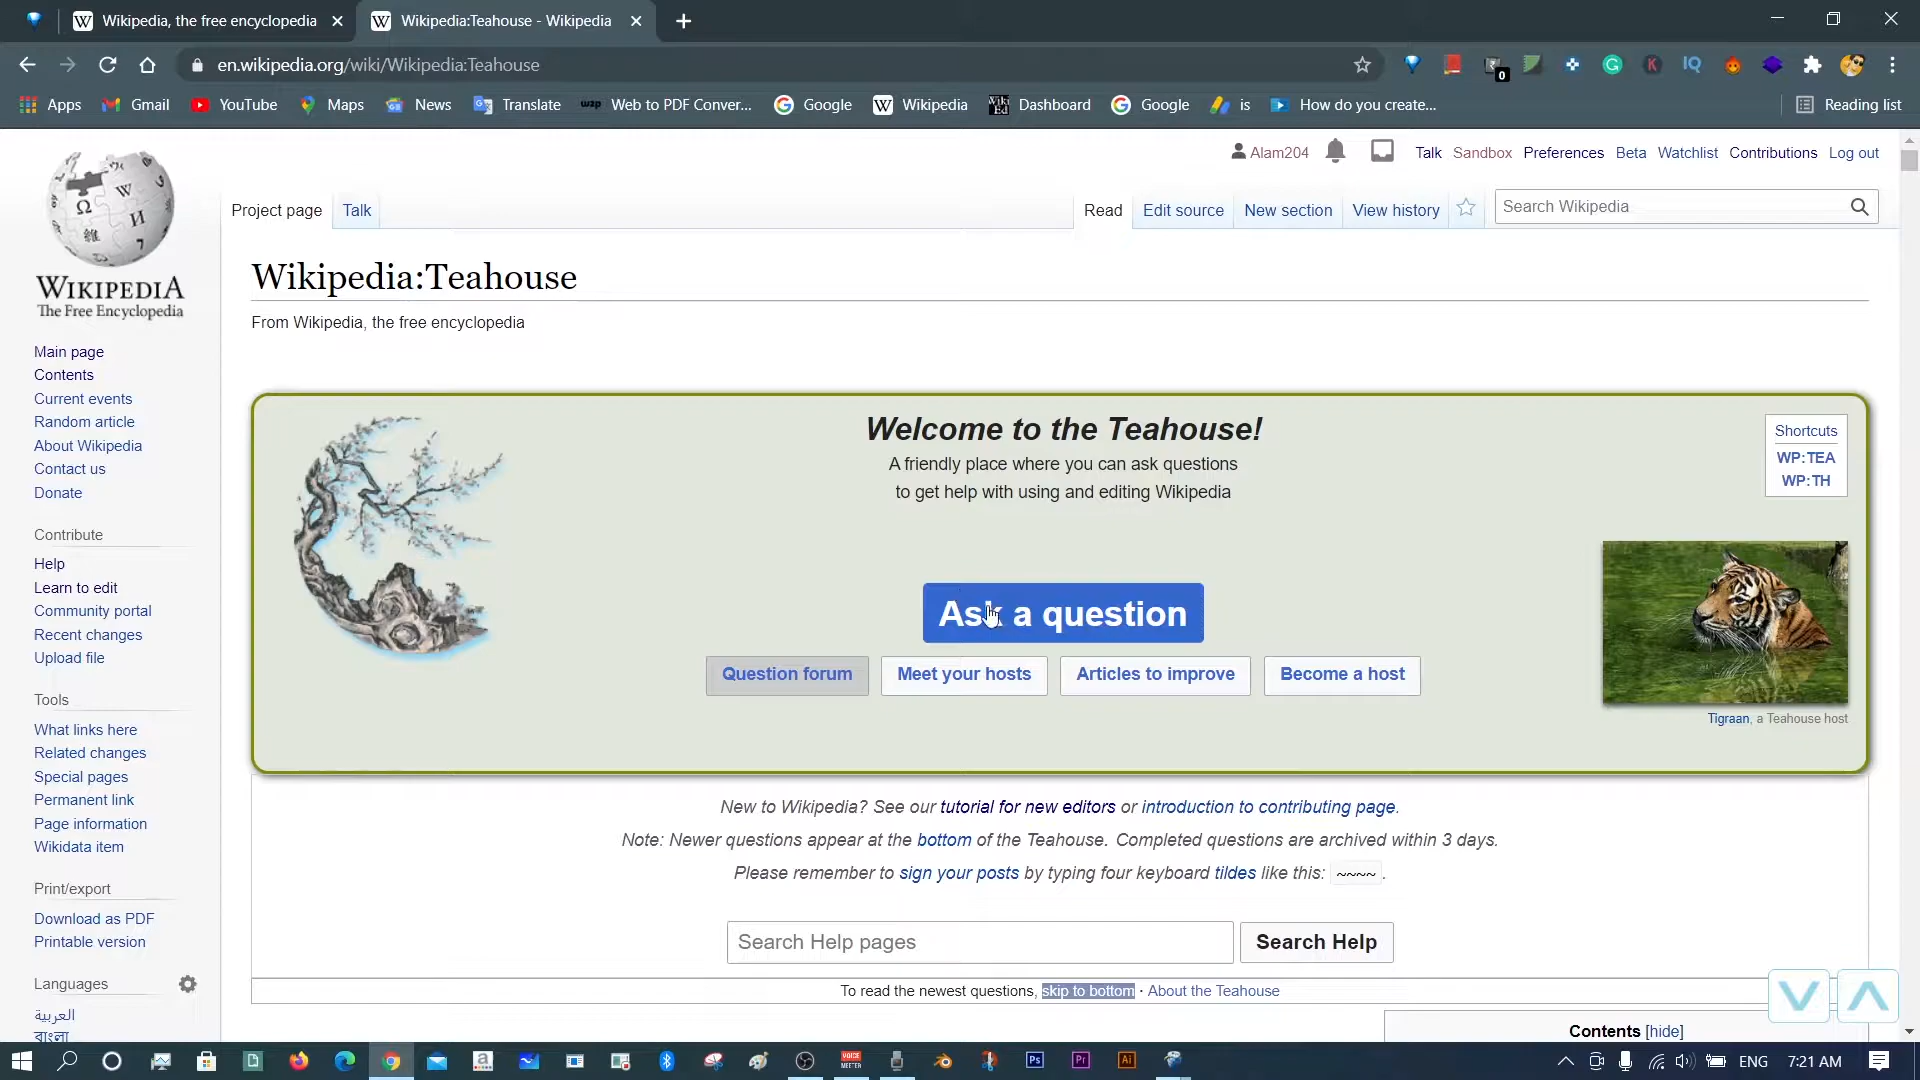 Wikipedia, the free encyclopedia
Wikipedia:Teahouse - Wikipedia
en.wikipedia.org/wiki/Wikipedia:Teahouse
0
K
IQ
Apps
Gmail
YouTube
Maps
News
Translate
W2P Web to PDF Conver...
Google
W Wikipedia
Wiki Ed Dashboard
Google
is
How do you create...
Reading list
Alam204
Talk Sandbox Preferences Beta Watchlist Contributions Log out
WIKIPEDIA
The Free Encyclopedia
Project page Talk
Read Edit source New section View history
Search Wikipedia
Wikipedia:Teahouse
From Wikipedia, the free encyclopedia
Main page
Contents
Current events
Random article
About Wikipedia
Contact us
Donate
Contribute
Help
Learn to edit
Community portal
Recent changes
Upload file
Tools
What links here
Related changes
Special pages
Permanent link
Page information
Wikidata item
Print/export
Download as PDF
Printable version
Languages
العربية
বাংলা
Welcome to the Teahouse!
A friendly place where you can ask questions
to get help with using and editing Wikipedia
Shortcuts
WP:TEA
WP:TH
Ask a question
Question forum Meet your hosts Articles to improve Become a host
Tigraan, a Teahouse host
New to Wikipedia? See our tutorial for new editors or introduction to contributing page.
Note: Newer questions appear at the bottom of the Teahouse. Completed questions are archived within 3 days.
Please remember to sign your posts by typing four keyboard tildes like this: ~~~~.
Search Help pages Search Help
To read the newest questions, skip to bottom · About the Teahouse
Contents [hide]
VOICE MEETER
Ps
Pr
Ai
ENG 7:21 AM